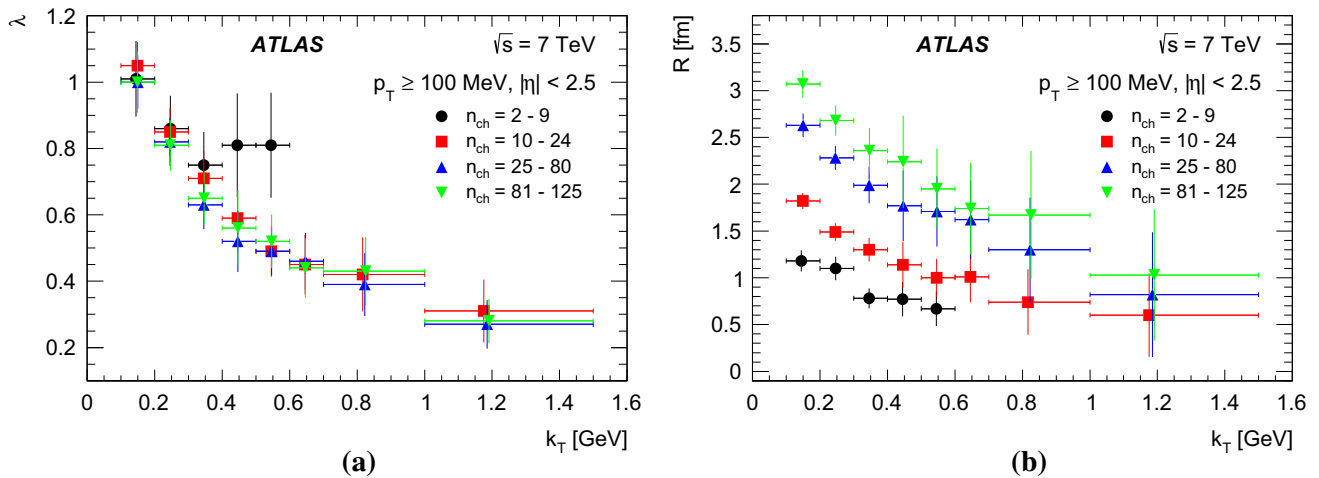 λ
1.2
1
0.8
0.6
0.4
0.2
ATLAS
√s = 7 TeV
p_T ≥ 100 MeV, |η| < 2.5
n_ch = 2 - 9
n_ch = 10 - 24
n_ch = 25 - 80
n_ch = 81 - 125
0 0.2 0.4 0.6 0.8 1 1.2 1.4 1.6
k_T [GeV]
(a)
R [fm]
3.5
3
2.5
2
1.5
1
0.5
0
ATLAS
√s = 7 TeV
p_T ≥ 100 MeV, |η| < 2.5
n_ch = 2 - 9
n_ch = 10 - 24
n_ch = 25 - 80
n_ch = 81 - 125
0 0.2 0.4 0.6 0.8 1 1.2 1.4 1.6
k_T [GeV]
(b)